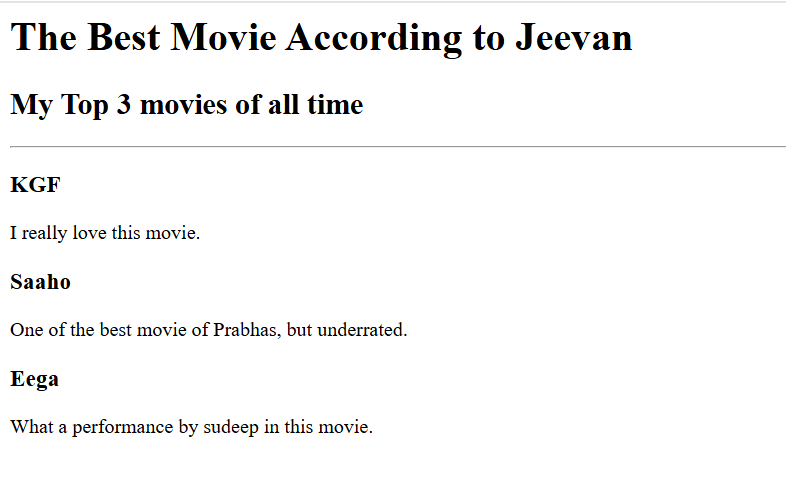 The Best Movie According to Jeevan
My Top 3 movies of all time
KGF
I really love this movie.
Saaho
One of the best movie of Prabhas, but underrated.
Eega
What a performance by sudeep in this movie.